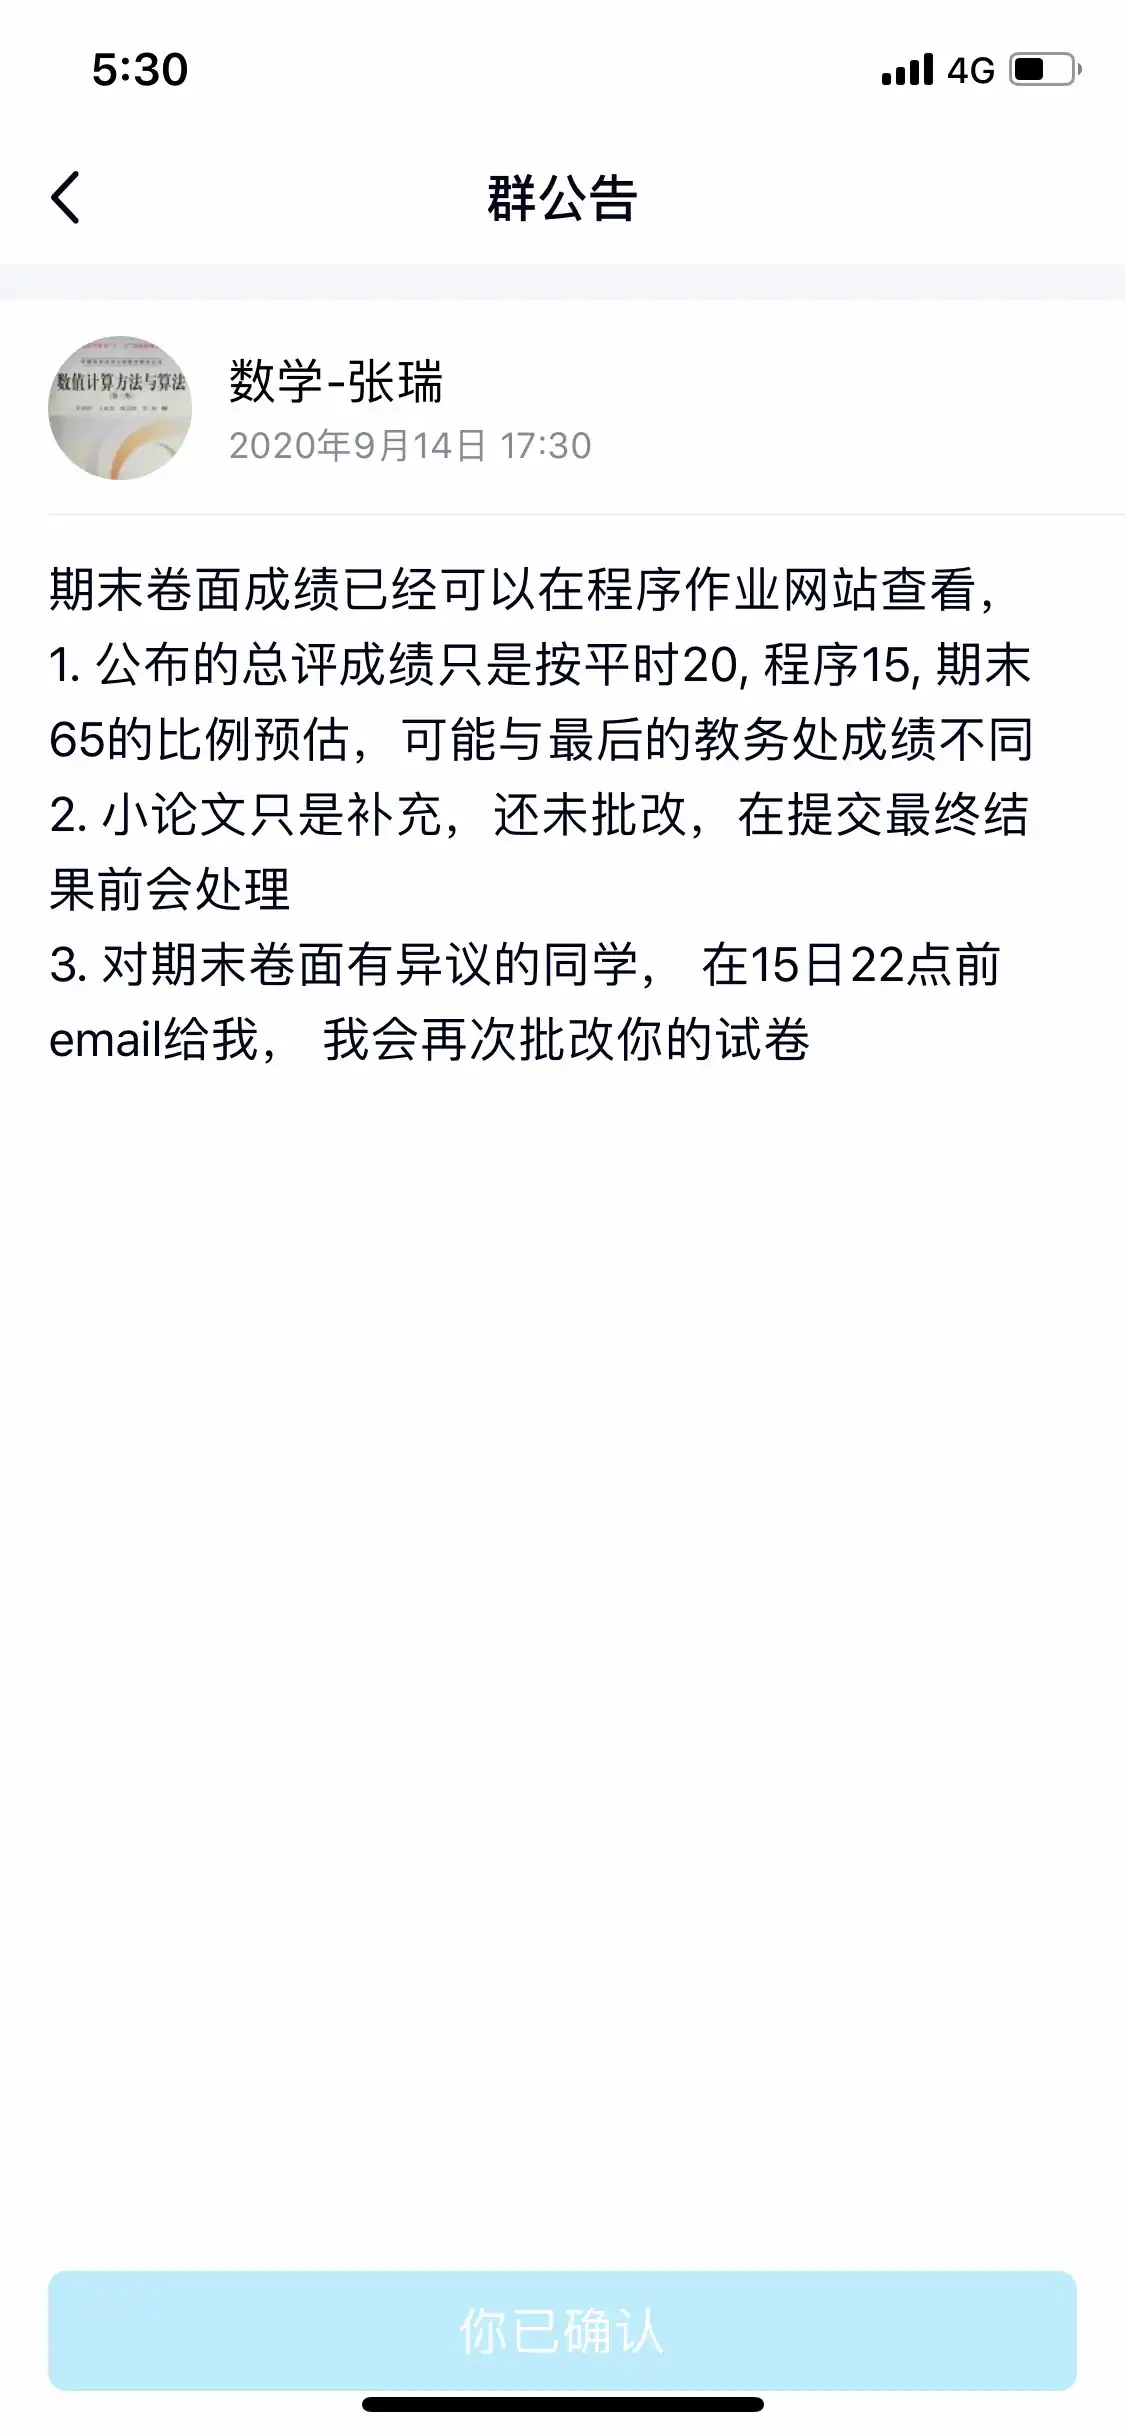 5:30
4G
群公告
数值计算方法与算法
数学-张瑞
2020年9月14日 17:30
期末卷面成绩已经可以在程序作业网站查看，
1. 公布的总评成绩只是按平时20, 程序15, 期末
65的比例预估，可能与最后的教务处成绩不同
2. 小论文只是补充，还未批改，在提交最终结
果前会处理
3. 对期末卷面有异议的同学， 在15日22点前
email给我， 我会再次批改你的试卷
你已确认